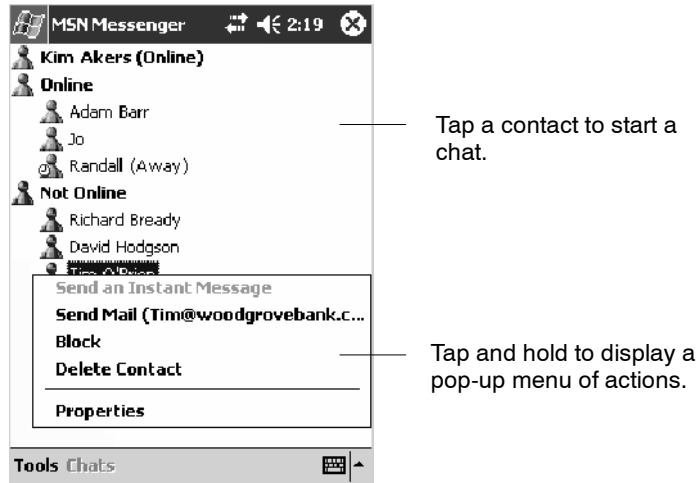 MSN Messenger 2:19
Kim Akers (Online)
Online
Adam Barr
Jo
Randall (Away)
Not Online
Richard Bready
David Hodgson
Tim O'Brien
Send an Instant Message
Send Mail (Tim@woodgrovebank.c...
Block
Delete Contact
Properties
Tools Chats
Tap a contact to start a
chat.
Tap and hold to display a
pop-up menu of actions.